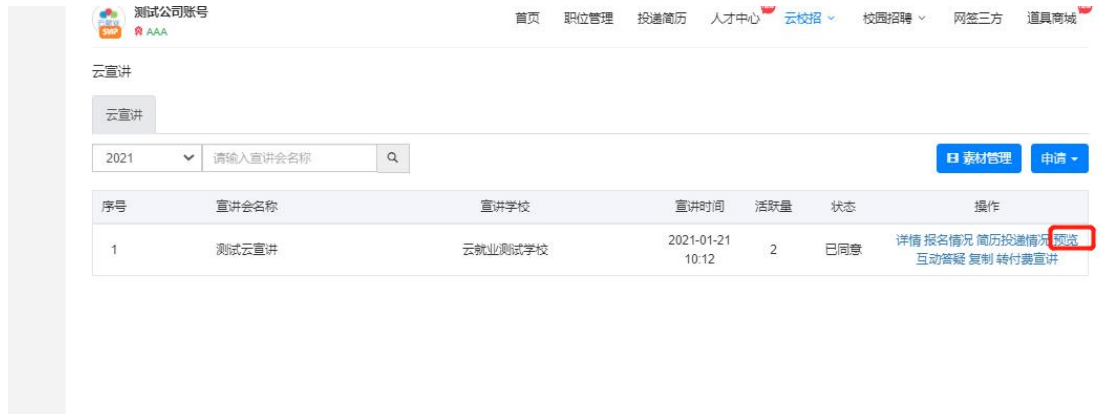 测试公司账号
AAA
首页 职位管理 投递简历 人才中心 云校招 校园招聘 网签三方 道具商城
云宣讲
云宣讲
2021 请输入宣讲会名称 素材管理 申请
序号 宣讲会名称 宣讲学校 宣讲时间 活跃量 状态 操作
1 测试云宣讲 云就业测试学校 2021-01-21 10:12 2 已同意 详情 报名情况 简历投递情况 预览
互动答疑 复制 转付费宣讲